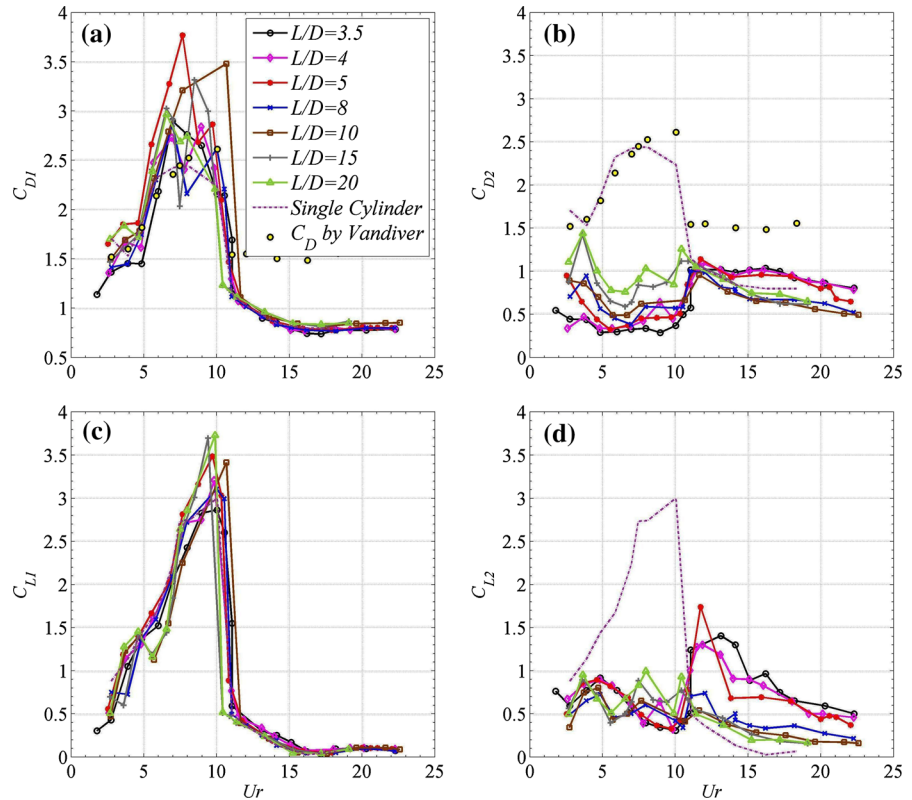 (a)
C_D1
4
3.5
3
2.5
2
1.5
1
0.5
0 5 10 15 20 25
L/D=3.5
L/D=4
L/D=5
L/D=8
L/D=10
L/D=15
L/D=20
Single Cylinder
C_D by Vandiver
(b)
C_D2
4
3.5
3
2.5
2
1.5
1
0.5
0
0 5 10 15 20 25
(c)
C_L1
4
3.5
3
2.5
2
1.5
1
0.5
0
0 5 10 15 20 25
Ur
(d)
C_L2
4
3.5
3
2.5
2
1.5
1
0.5
0
0 5 10 15 20 25
Ur